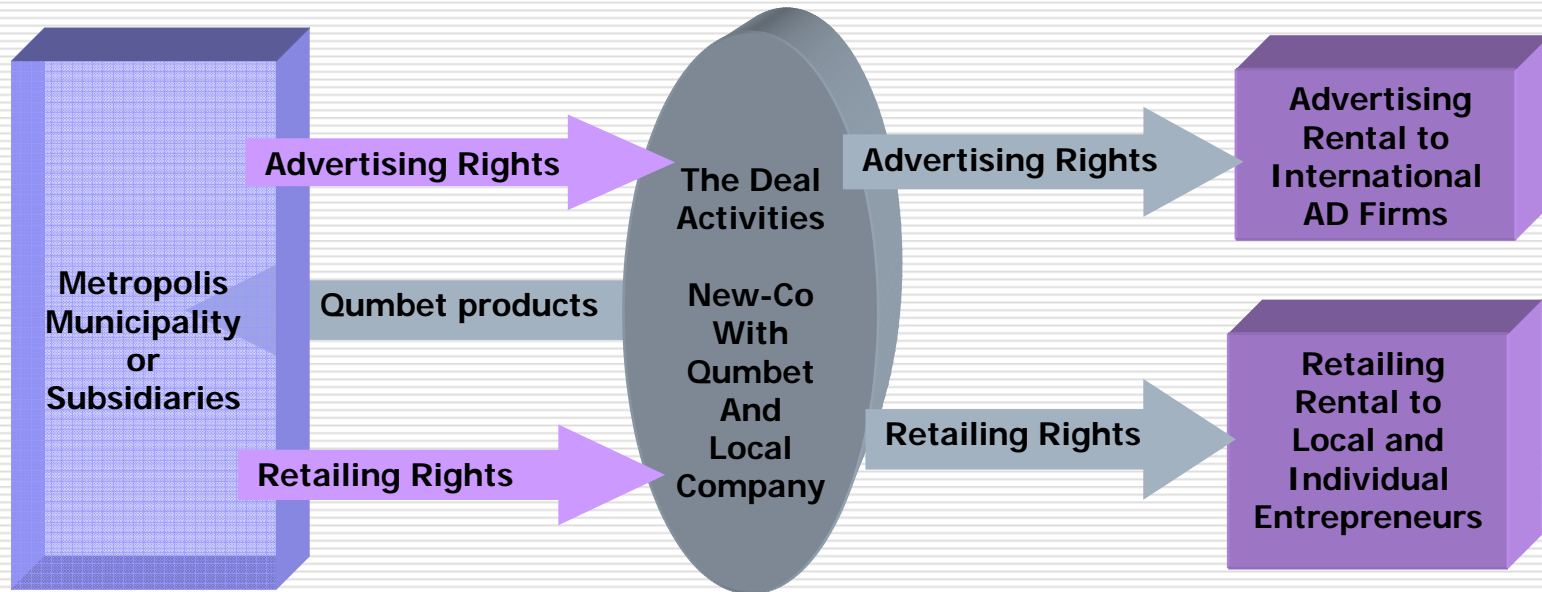 Metropolis
Municipality
or
Subsidiaries
Advertising Rights
Qumbet products
Retailing Rights
The Deal
Activities
New-Co
With
Qumbet
And
Local
Company
Advertising Rights
Retailing Rights
Advertising
Rental to
International
AD Firms
Retailing
Rental to
Local and
Individual
Entrepreneurs